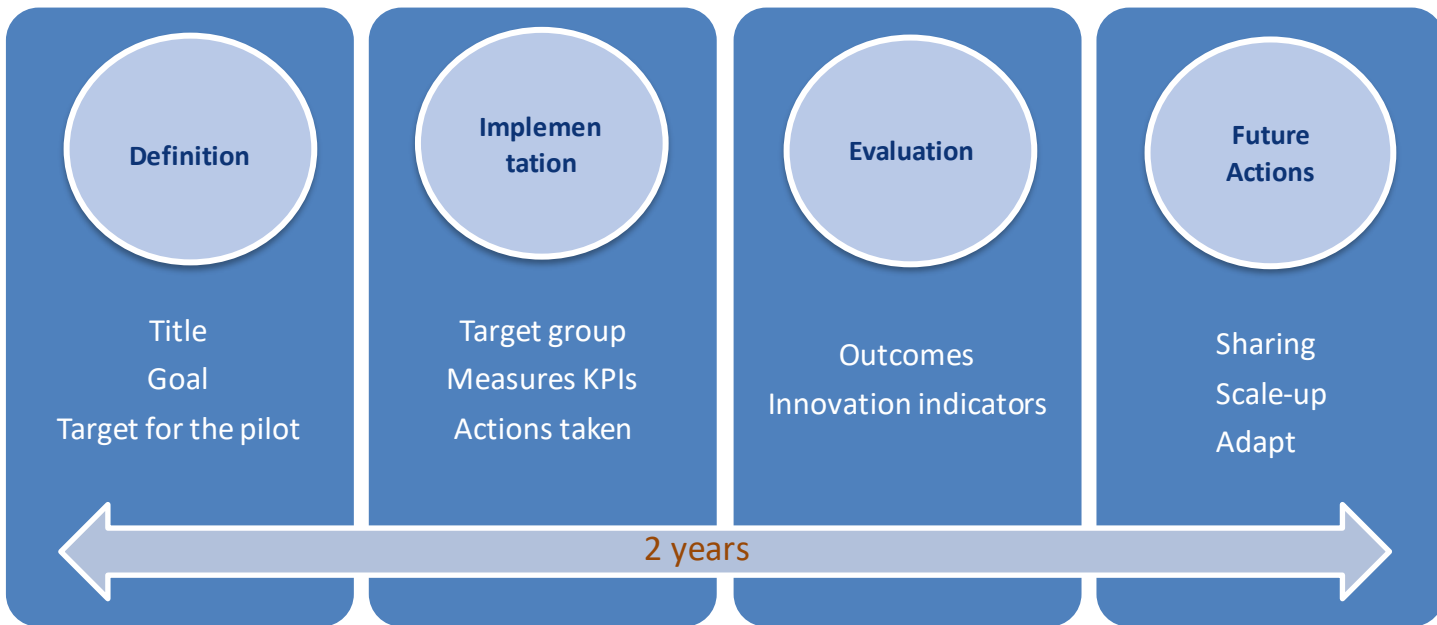 Definition
Title
Goal
Target for the pilot
Implemen
tation
Target group
Measures KPIs
Actions taken
Evaluation
Outcomes
Innovation indicators
Future
Actions
Sharing
Scale-up
Adapt
2 years